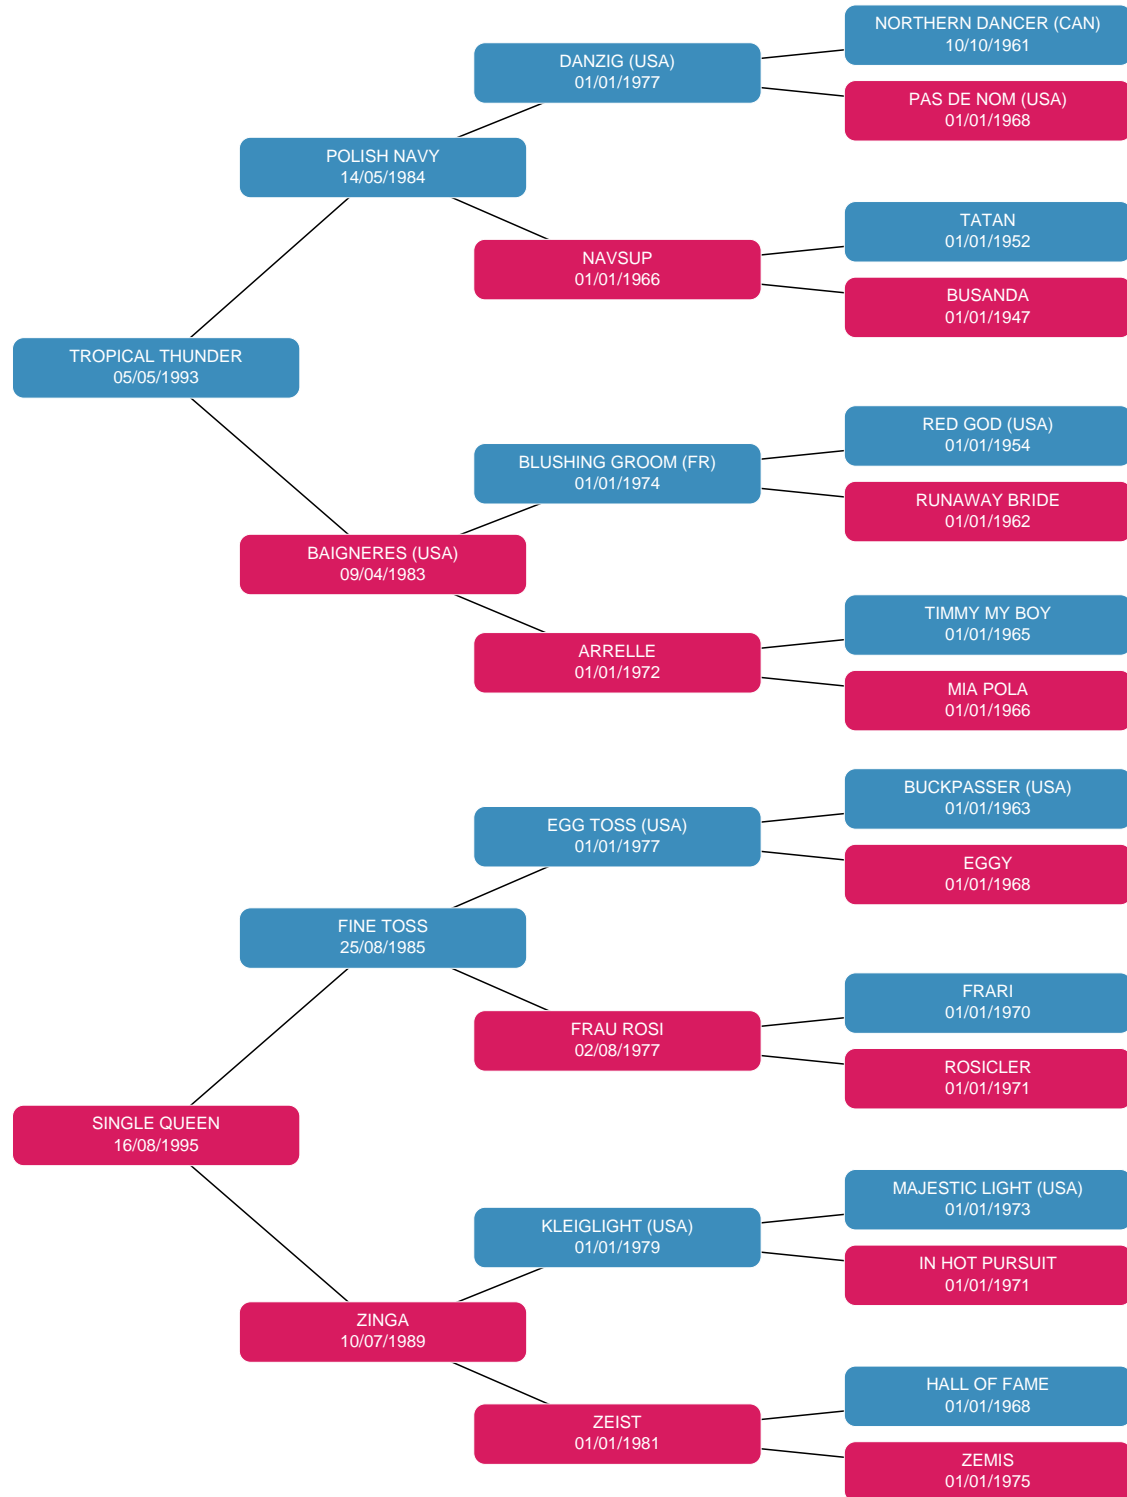 NORTHERN DANCER (CAN)
10/10/1961
DANZIG (USA)
01/01/1977
PAS DE NOM (USA)
01/01/1968
POLISH NAVY
14/05/1984
TATAN
01/01/1952
NAVSUP
01/01/1966
BUSANDA
01/01/1947
TROPICAL THUNDER
05/05/1993
RED GOD (USA)
01/01/1954
BLUSHING GROOM (FR)
01/01/1974
RUNAWAY BRIDE
01/01/1962
BAIGNERES (USA)
09/04/1983
TIMMY MY BOY
01/01/1965
ARRELLE
01/01/1972
MIA POLA
01/01/1966
BUCKPASSER (USA)
01/01/1963
EGG TOSS (USA)
01/01/1977
EGGY
01/01/1968
FINE TOSS
25/08/1985
FRARI
01/01/1970
FRAU ROSI
02/08/1977
ROSICLER
01/01/1971
SINGLE QUEEN
16/08/1995
MAJESTIC LIGHT (USA)
01/01/1973
KLEIGLIGHT (USA)
01/01/1979
IN HOT PURSUIT
01/01/1971
ZINGA
10/07/1989
HALL OF FAME
01/01/1968
ZEIST
01/01/1981
ZEMIS
01/01/1975